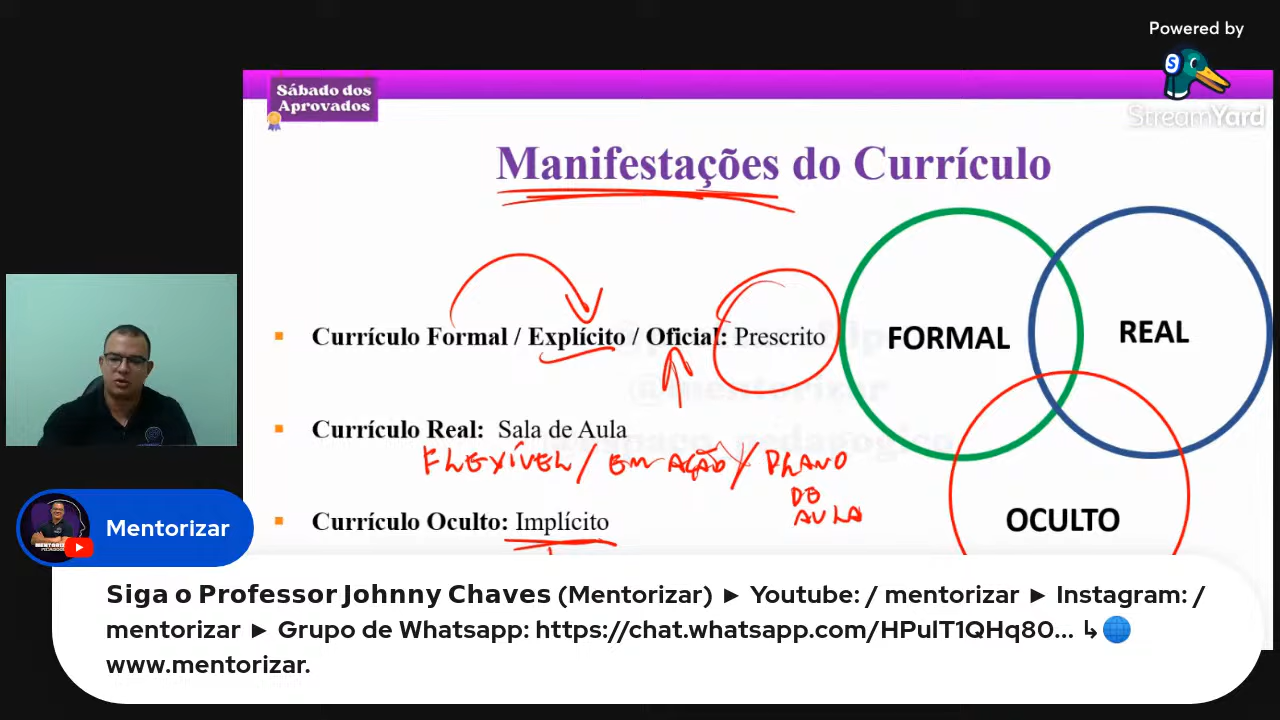 Powered by
StreamYard
Sábado dos
Aprovados
Manifestações do Currículo
Currículo Formal / Explícito / Oficial: Prescrito
Currículo Real: Sala de Aula
FLEXÍVEL / EM AÇÃO / PLANO
DE
AULA
Currículo Oculto: Implícito
FORMAL
REAL
OCULTO
Mentorizar
Siga o Professor Johnny Chaves (Mentorizar) ► Youtube: / mentorizar ► Instagram: /
mentorizar ► Grupo de Whatsapp: https://chat.whatsapp.com/HPulT1QHq80... ↳🌐
www.mentorizar.